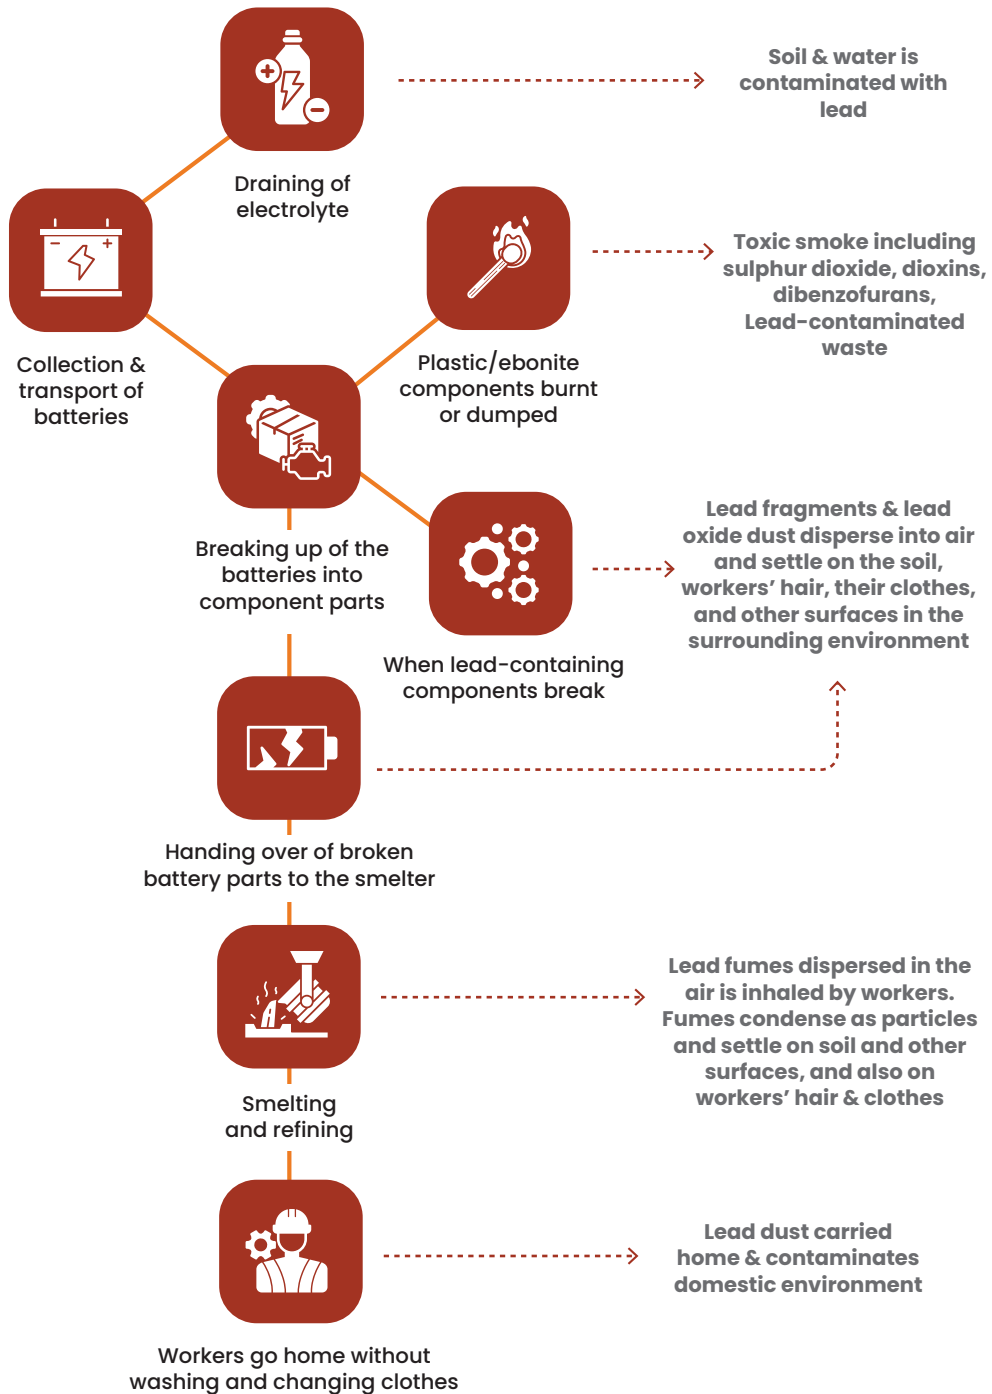 Soil & water is
contaminated with
lead
Draining of
electrolyte
Toxic smoke including
sulphur dioxide, dioxins,
dibenzofurans,
Lead-contaminated
waste
Collection &
transport of
batteries
Plastic/ebonite
components burnt
or dumped
Breaking up of the
batteries into
component parts
Lead fragments & lead
oxide dust disperse into air
and settle on the soil,
workers’ hair, their clothes,
and other surfaces in the
surrounding environment
When lead-containing
components break
Handing over of broken
battery parts to the smelter
Lead fumes dispersed in the
air is inhaled by workers.
Fumes condense as particles
and settle on soil and other
surfaces, and also on
workers’ hair & clothes
Smelting
and refining
Lead dust carried
home & contaminates
domestic environment
Workers go home without
washing and changing clothes